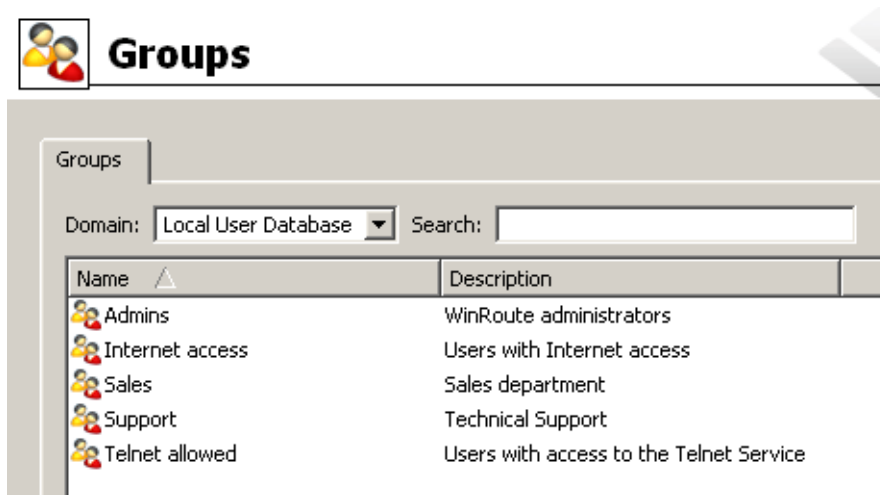 Groups
Groups
Domain: Local User Database Search:
Name Description
Admins WinRoute administrators
Internet access Users with Internet access
Sales Sales department
Support Technical Support
Telnet allowed Users with access to the Telnet Service